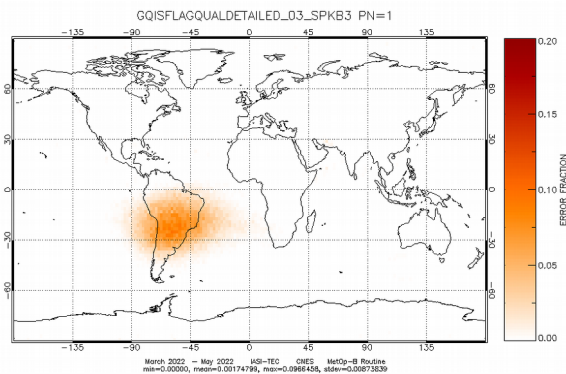 GQISFLAGQUALDETAILED_03_SPKB3 PN=1
−135 −90 −45 0 45 90 135
60 60
30 30
0 0
−30 −30
−60 −60
−135 −90 −45 0 45 90 135
0.20
0.15
0.10
0.05
0.00
ERROR FRACTION
March 2022 − May 2022 IASI−TEC CNES MetOp−B Routine
min=0.00000, mean=0.00174799, max=0.0966458, stdev=0.00873839